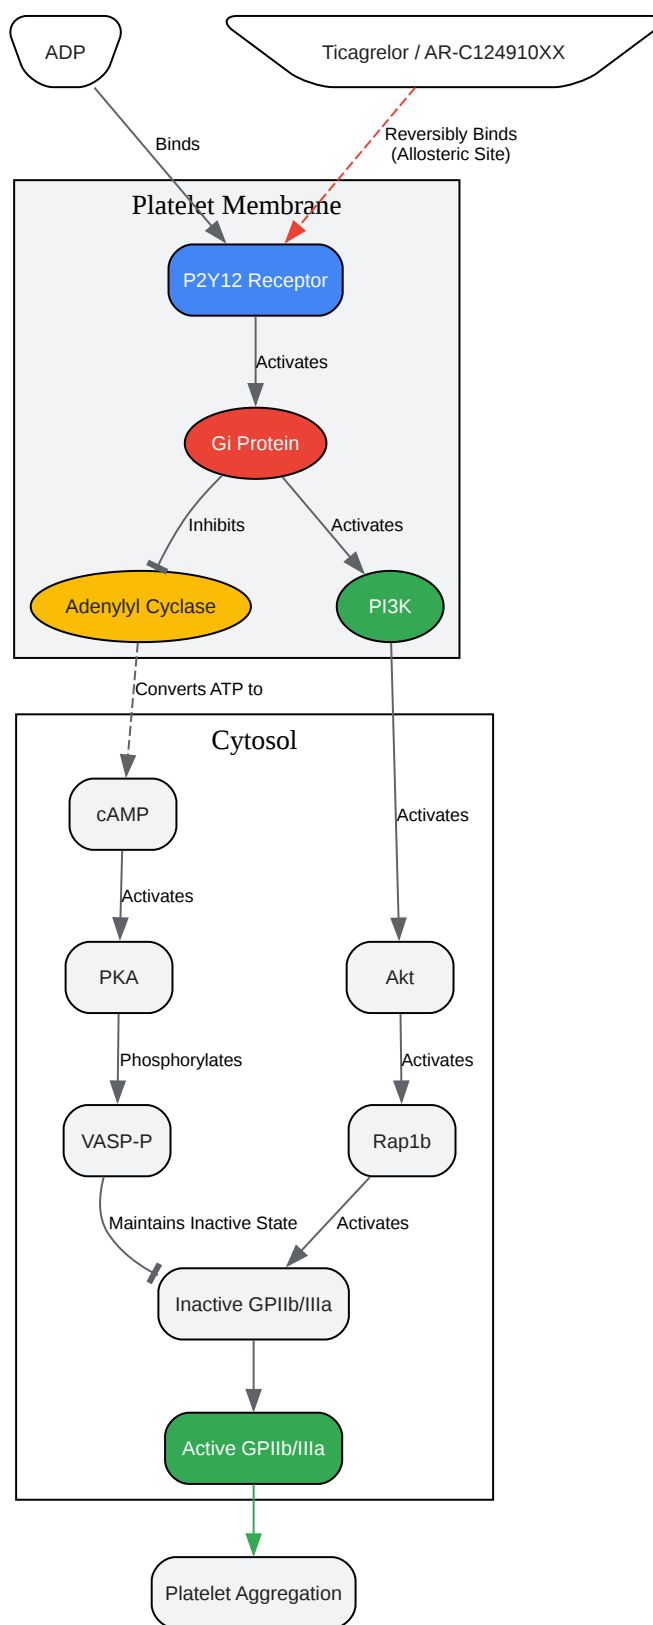 ADP
Ticagrelor / AR-C124910XX
Binds
Reversibly Binds
(Allosteric Site)
Platelet Membrane
P2Y12 Receptor
Activates
Gi Protein
Inhibits
Activates
Adenylyl Cyclase
PI3K
Converts ATP to
Cytosol
cAMP
Activates
Activates
PKA
Akt
Phosphorylates
Activates
VASP-P
Rap1b
Maintains Inactive State
Activates
Inactive GPIIb/IIIa
Active GPIIb/IIIa
Platelet Aggregation